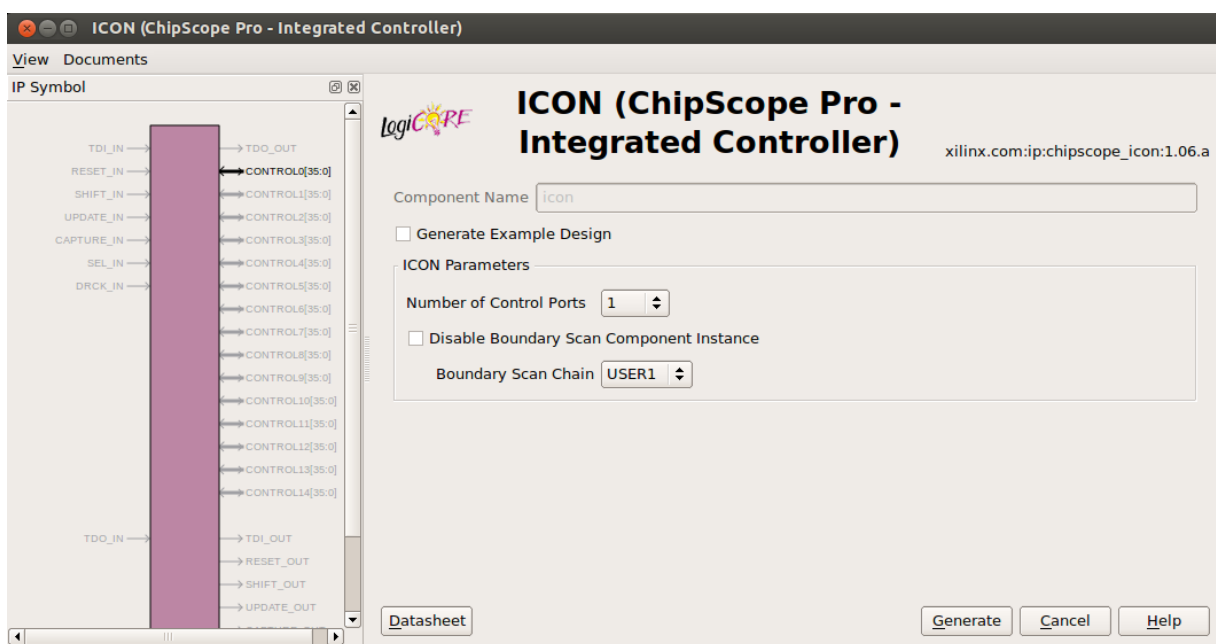 ICON (ChipScope Pro - Integrated Controller)
View Documents
IP Symbol
TDI_IN
RESET_IN
SHIFT_IN
UPDATE_IN
CAPTURE_IN
SEL_IN
DRCK_IN
TDO_IN
TDO_OUT
CONTROL0[35:0]
CONTROL1[35:0]
CONTROL2[35:0]
CONTROL3[35:0]
CONTROL4[35:0]
CONTROL5[35:0]
CONTROL6[35:0]
CONTROL7[35:0]
CONTROL8[35:0]
CONTROL9[35:0]
CONTROL10[35:0]
CONTROL11[35:0]
CONTROL12[35:0]
CONTROL13[35:0]
CONTROL14[35:0]
TDI_OUT
RESET_OUT
SHIFT_OUT
UPDATE_OUT
LogiCORE
ICON (ChipScope Pro -
Integrated Controller)
xilinx.com:ip:chipscope_icon:1.06.a
Component Name icon
Generate Example Design
ICON Parameters
Number of Control Ports 1
Disable Boundary Scan Component Instance
Boundary Scan Chain USER1
Datasheet
Generate
Cancel
Help